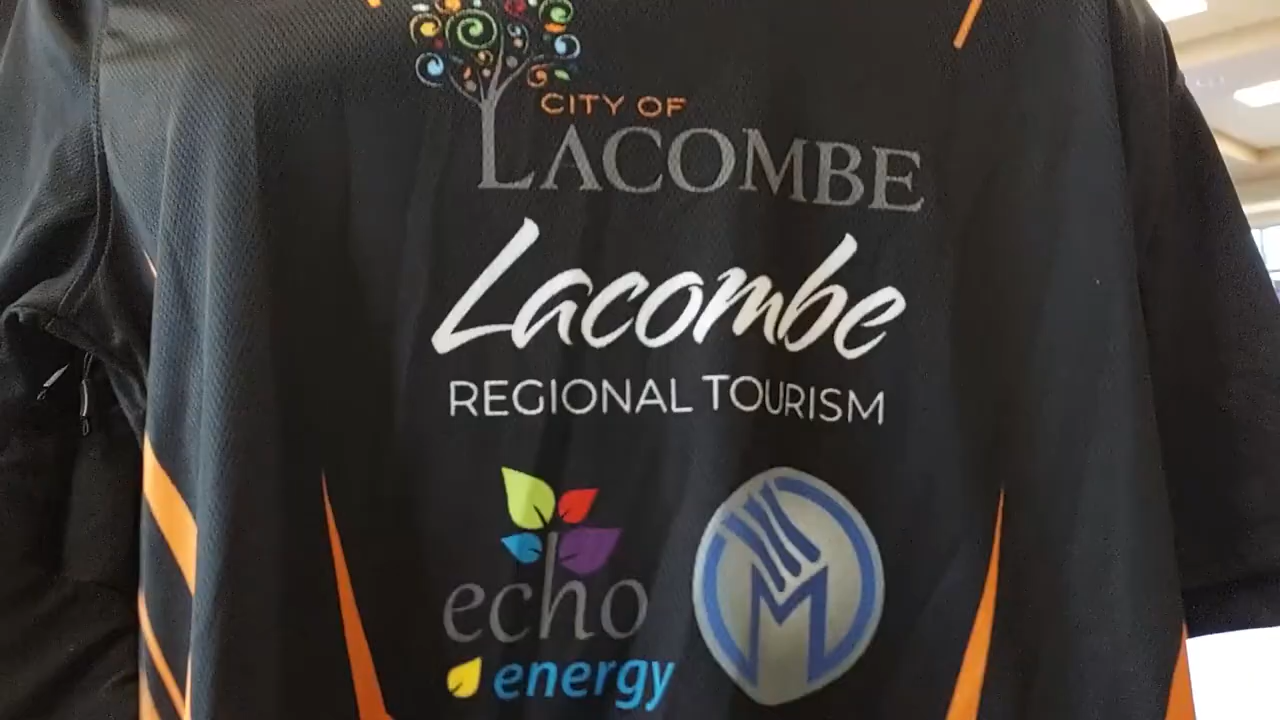 CITY OF
LACOMBE
Lacombe
REGIONAL TOURISM
echo
energy
M